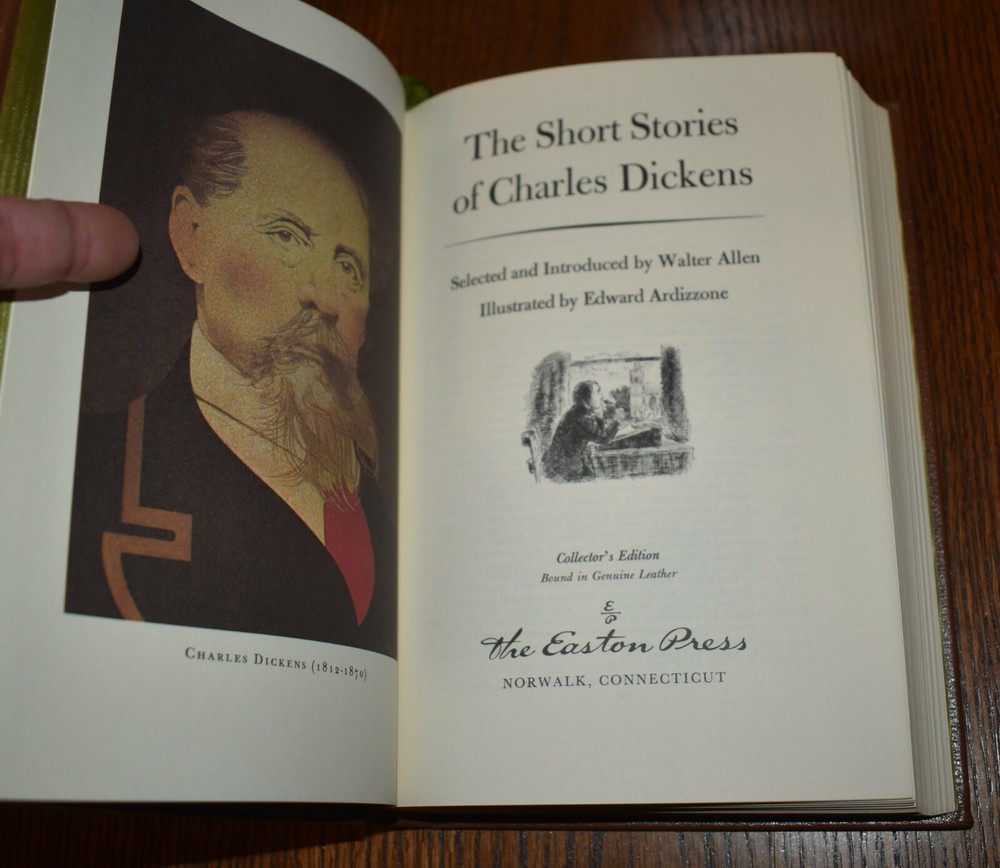 CHARLES DICKENS (1812-1870)
The Short Stories
of Charles Dickens
Selected and Introduced by Walter Allen
Illustrated by Edward Ardizzone
Collector's Edition
Bound in Genuine Leather
E
P
The Easton Press
NORWALK, CONNECTICUT